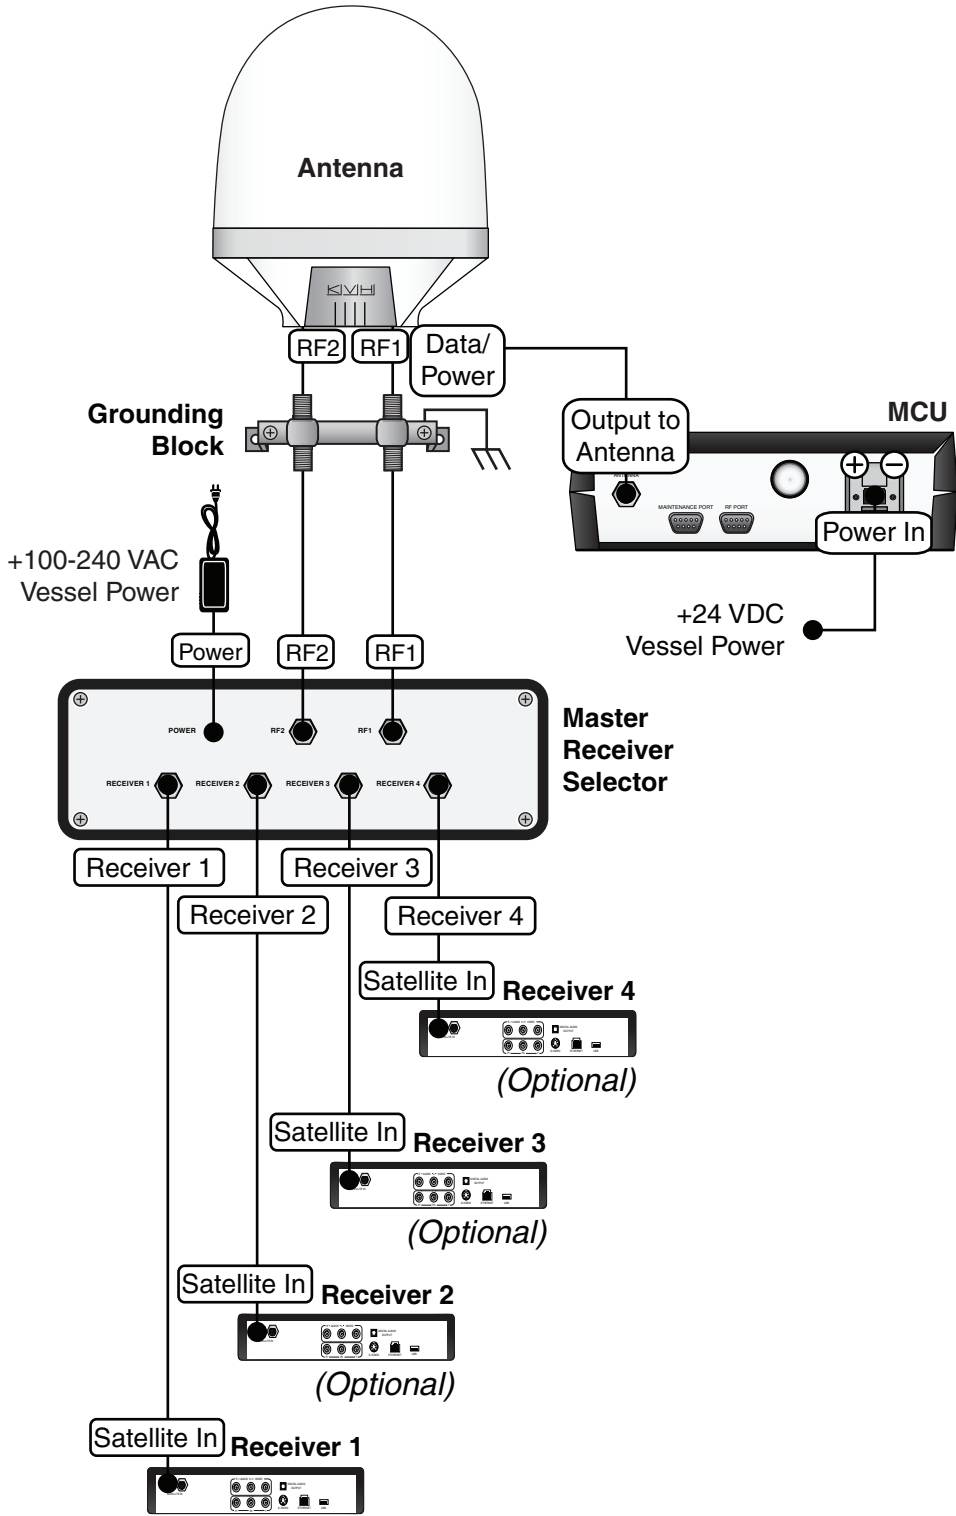 Antenna
KVH
RF2
RF1
Data/
Power
Grounding
Block
Output to
Antenna
MCU
MAINTENANCE PORT
RF PORT
+
−
Power In
+100-240 VAC
Vessel Power
+24 VDC
Vessel Power
Power
RF2
RF1
POWER
RF2
RF1
Master
Receiver
Selector
RECEIVER 1
RECEIVER 2
RECEIVER 3
RECEIVER 4
Receiver 1
Receiver 3
Receiver 2
Receiver 4
Satellite In
Receiver 4
(Optional)
Satellite In
Receiver 3
(Optional)
Satellite In
Receiver 2
(Optional)
Satellite In
Receiver 1